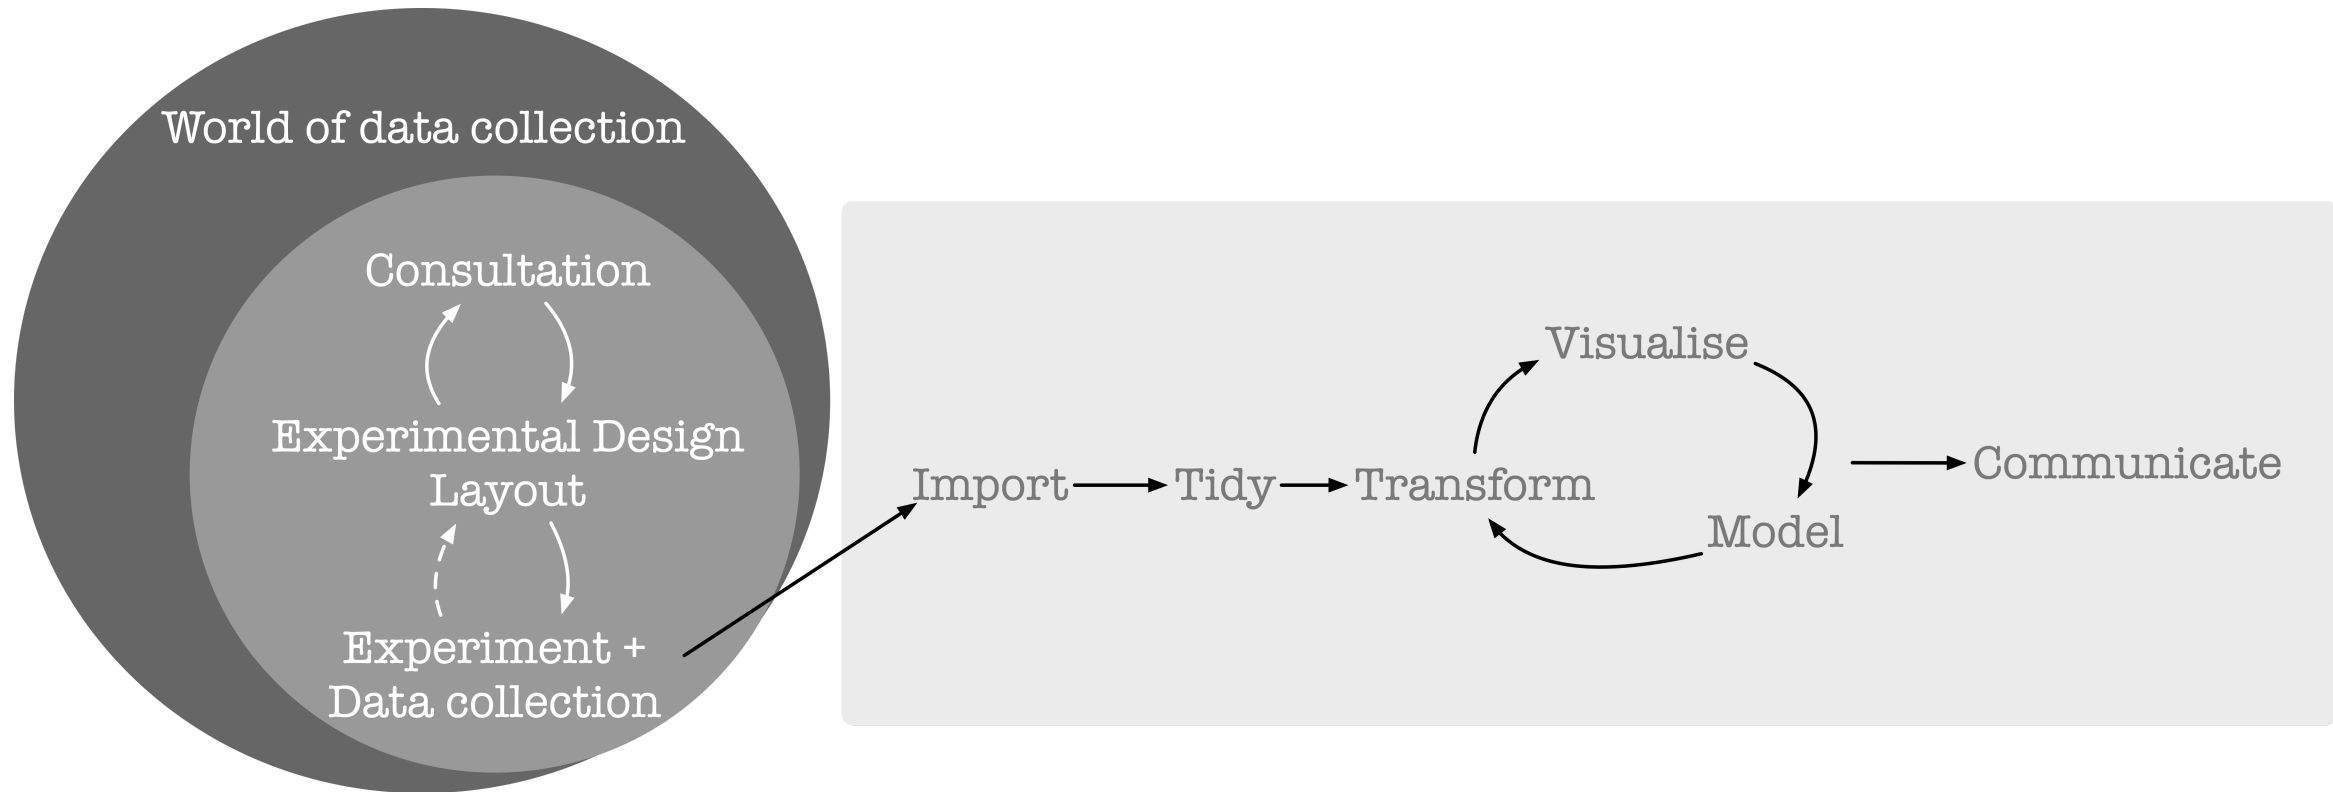 World of data collection
Consultation
Experimental Design
Layout
Experiment +
Data collection
Import
Tidy
Transform
Visualise
Model
Communicate